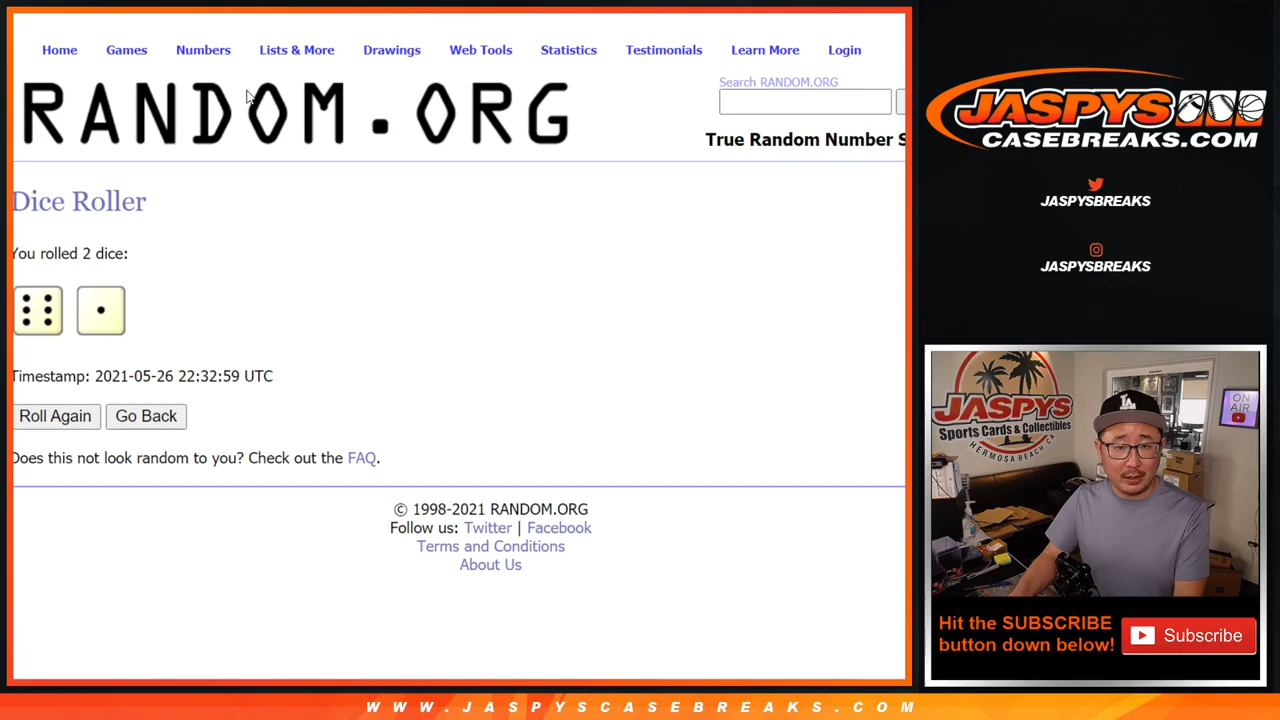 Home Games Numbers Lists & More Drawings Web Tools Statistics Testimonials Learn More Login
RANDOM.ORG
Search RANDOM.ORG
True Random Number S
Dice Roller
You rolled 2 dice:
Timestamp: 2021-05-26 22:32:59 UTC
Roll Again Go Back
Does this not look random to you? Check out the FAQ.
© 1998-2021 RANDOM.ORG
Follow us: Twitter | Facebook
Terms and Conditions
About Us
JASPYS
CASEBREAKS.COM
JASPYSBREAKS
JASPYSBREAKS
JASPYS
Sports Cards & Collectibles
HERMOSA BEACH, CA
ON
AIR
LA
Hit the SUBSCRIBE
button down below!
Subscribe
WWW.JASPYSCASEBREAKS.COM